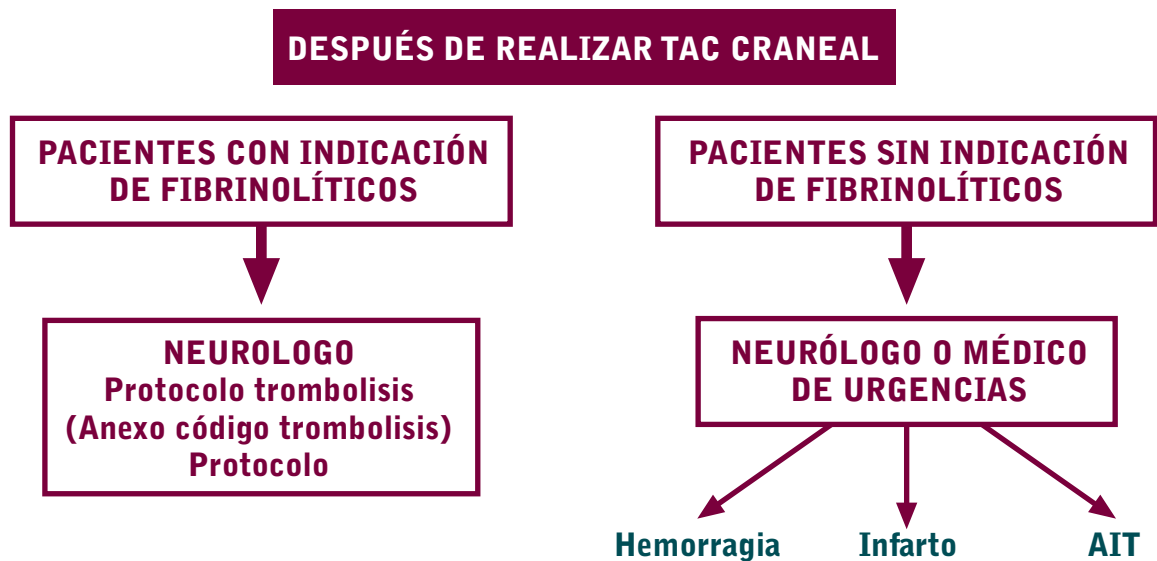 DESPUÉS DE REALIZAR TAC CRANEAL
PACIENTES CON INDICACIÓN
DE FIBRINOLÍTICOS
PACIENTES SIN INDICACIÓN
DE FIBRINOLÍTICOS
NEUROLOGO
Protocolo trombolisis
(Anexo código trombolisis)
Protocolo
NEURÓLOGO O MÉDICO
DE URGENCIAS
Hemorragia
Infarto
AIT